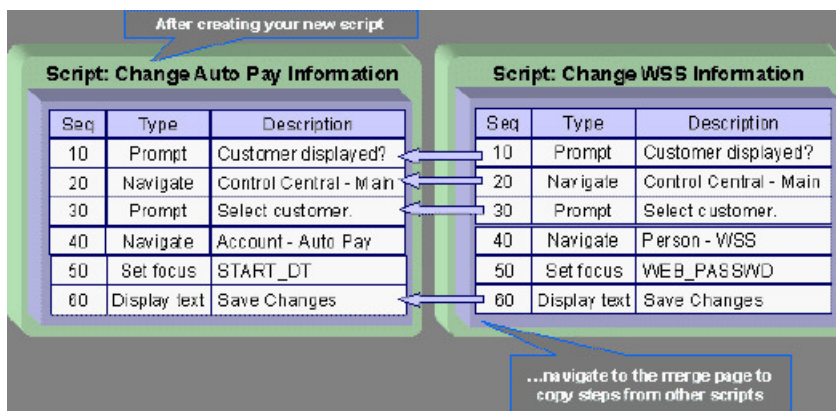 After creating your new script
Script: Change Auto Pay Information
Seq Type Description
10 Prompt Customer displayed?
20 Navigate Control Central - Main
30 Prompt Select customer.
40 Navigate Account - Auto Pay
50 Set focus START_DT
60 Display text Save Changes
Script: Change WSS Information
Seq Type Description
10 Prompt Customer displayed?
20 Navigate Control Central - Main
30 Prompt Select customer.
40 Navigate Person - WSS
50 Set focus WEB_PASSWD
60 Display text Save Changes
...navigate to the merge page to
copy steps from other scripts